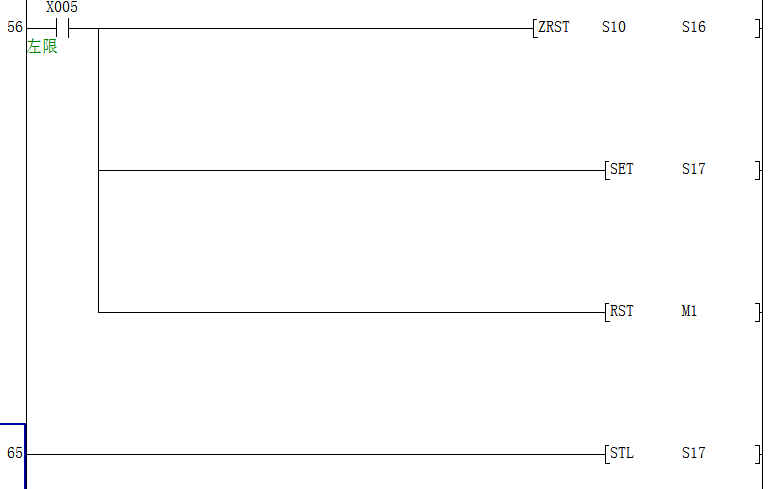 X005
56 [ZRST S10 S16 ]
左限
[SET S17 ]
[RST M1 ]
65 [STL S17 ]